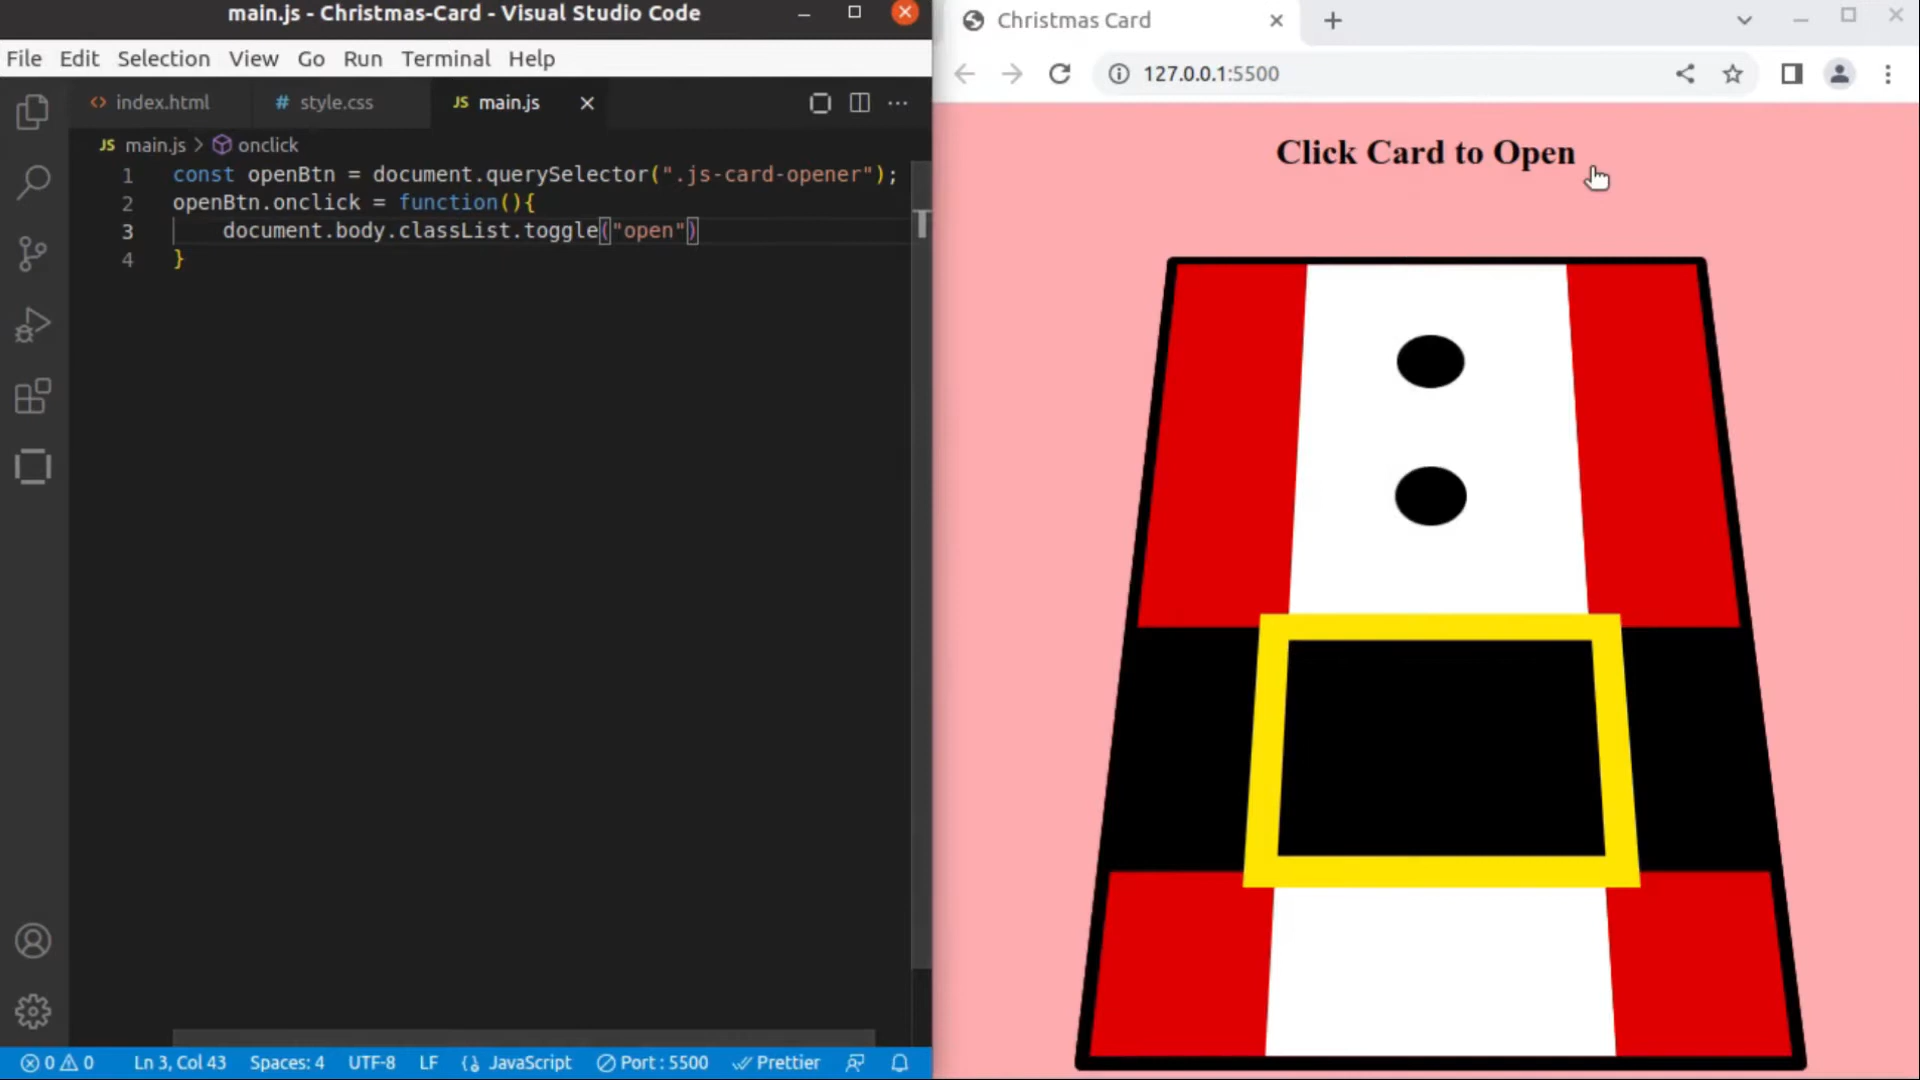 main.js - Christmas-Card - Visual Studio Code
File Edit Selection View Go Run Terminal Help
index.html
# style.css
JS main.js
JS main.js > onclick
1 const openBtn = document.querySelector(".js-card-opener");
2 openBtn.onclick = function(){
3 document.body.classList.toggle("open")
4 }
0 0 Ln 3, Col 43 Spaces: 4 UTF-8 LF {} JavaScript Port : 5500 Prettier
Christmas Card
127.0.0.1:5500
Click Card to Open